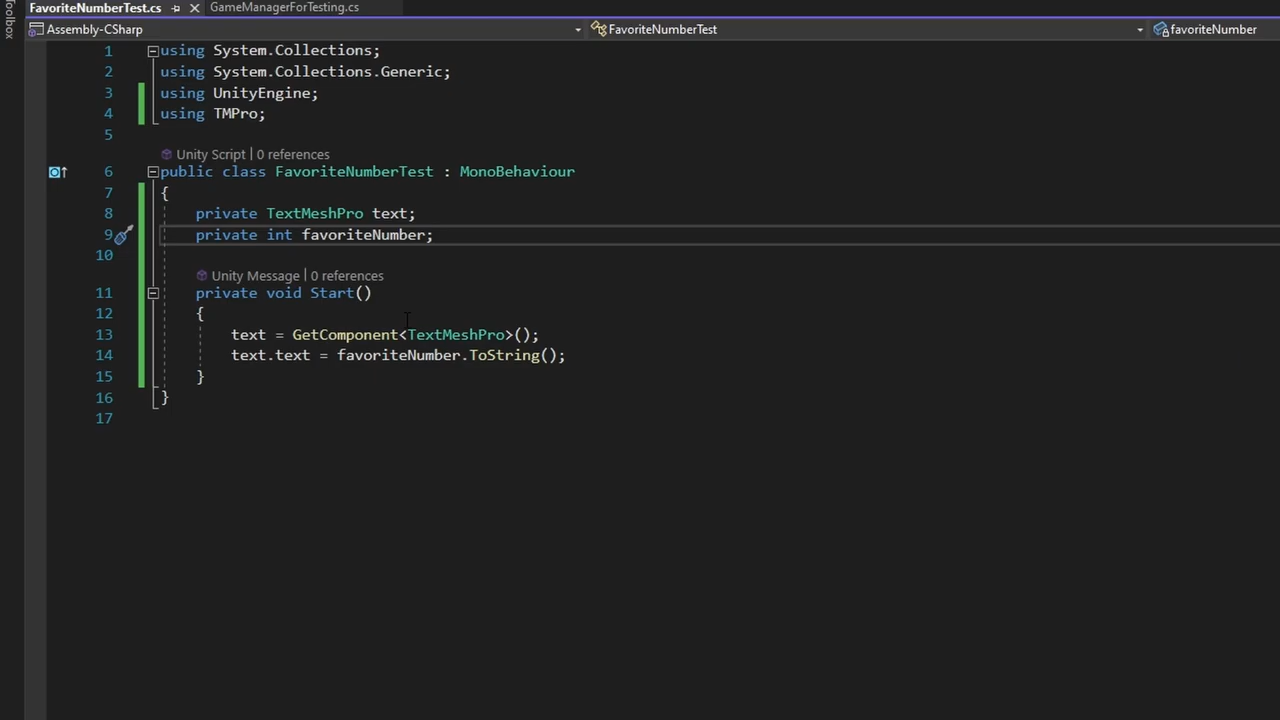 Toolbox
FavoriteNumberTest.cs
GameManagerForTesting.cs
Assembly-CSharp
FavoriteNumberTest
favoriteNumber
1 using System.Collections;
2 using System.Collections.Generic;
3 using UnityEngine;
4 using TMPro;
5
Unity Script | 0 references
6 public class FavoriteNumberTest : MonoBehaviour
7 {
8 private TextMeshPro text;
9 private int favoriteNumber;
10
Unity Message | 0 references
11 private void Start()
12 {
13 text = GetComponent<TextMeshPro>();
14 text.text = favoriteNumber.ToString();
15 }
16 }
17